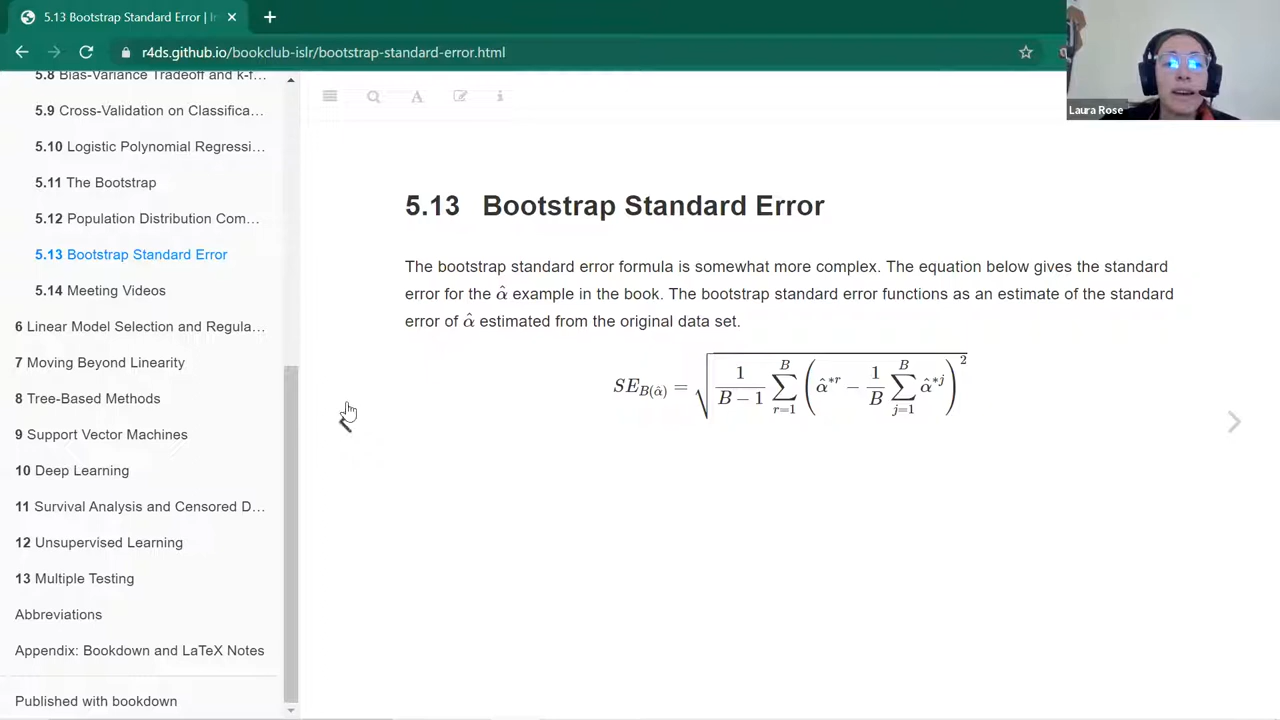 5.13 Bootstrap Standard Error | I
r4ds.github.io/bookclub-islr/bootstrap-standard-error.html
Laura Rose
5.8 Bias-Variance Tradeoff and k-f...
5.9 Cross-Validation on Classifica...
5.10 Logistic Polynomial Regressi...
5.11 The Bootstrap
5.12 Population Distribution Com...
5.13 Bootstrap Standard Error
5.14 Meeting Videos
6 Linear Model Selection and Regula...
7 Moving Beyond Linearity
8 Tree-Based Methods
9 Support Vector Machines
10 Deep Learning
11 Survival Analysis and Censored D...
12 Unsupervised Learning
13 Multiple Testing
Abbreviations
Appendix: Bookdown and LaTeX Notes
Published with bookdown
A
i
5.13 Bootstrap Standard Error
The bootstrap standard error formula is somewhat more complex. The equation below gives the standard
error for the α̂ example in the book. The bootstrap standard error functions as an estimate of the standard
error of α̂ estimated from the original data set.
SE_{B(α̂)} = √(1/(B−1) ∑_{r=1}^{B} (α̂^{*r} − 1/B ∑_{j=1}^{B} α̂^{*j})^2)